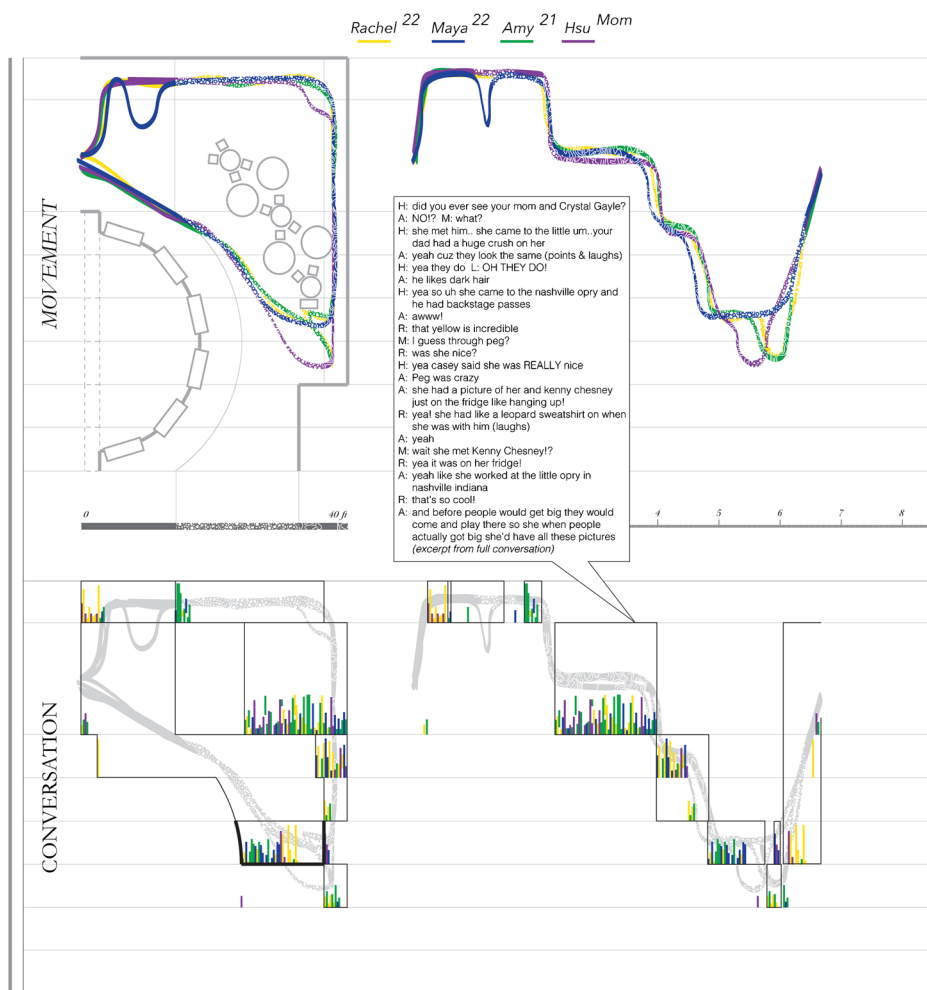 Rachel 22 Maya 22 Amy 21 Hsu Mom
MOVEMENT
H: did you ever see your mom and Crystal Gayle?
A: NO!? M: what?
H: she met him.. she came to the little um..your
dad had a huge crush on her
A: yeah cuz they look the same (points & laughs)
H: yea they do L: OH THEY DO!
A: he likes dark hair
H: yea so uh she came to the nashville opry and
he had backstage passes
A: awww!
R: that yellow is incredible
M: I guess through peg?
R: was she nice?
H: yea casey said she was REALLY nice
A: Peg was crazy
A: she had a picture of her and kenny chesney
just on the fridge like hanging up!
R: yea! she had like a leopard sweatshirt on when
she was with him (laughs)
A: yeah
M: wait she met Kenny Chesney!?
R: yea it was on her fridge!
A: yeah like she worked at the little opry in
nashville indiana
R: that's so cool!
A: and before people would get big they would
come and play there so she when people
actually got big she'd have all these pictures
(excerpt from full conversation)
0 40 ft
4 5 6 7 8
CONVERSATION